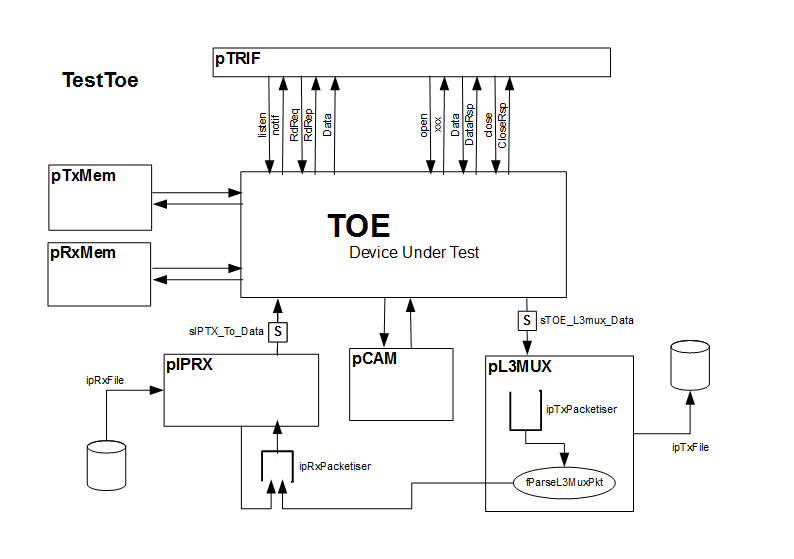 pTRIF
TestToe
listen
notif
RdReq
RdRep
Data
open
xxx
Data
DataRsp
close
CloseRsp
pTxMem
TOE
Device Under Test
pRxMem
S
sIPTX_To_Data
S
sTOE_L3mux_Data
pIPRX
pCAM
pL3MUX
ipRxFile
ipTxPacketiser
ipTxFile
ipRxPacketiser
fParseL3MuxPkt